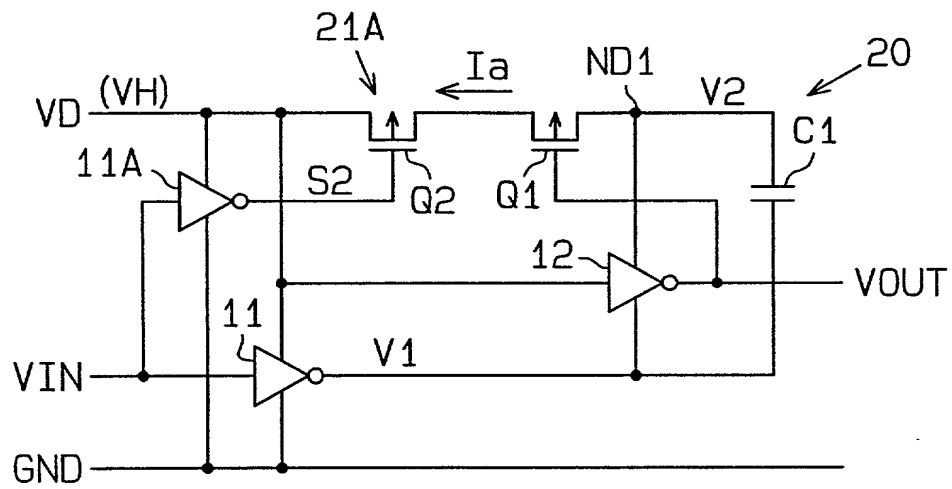 21A
Ia
ND1
V2
20
VD
(VH)
C1
11A
S2
Q2
Q1
12
VOUT
11
V1
VIN
GND